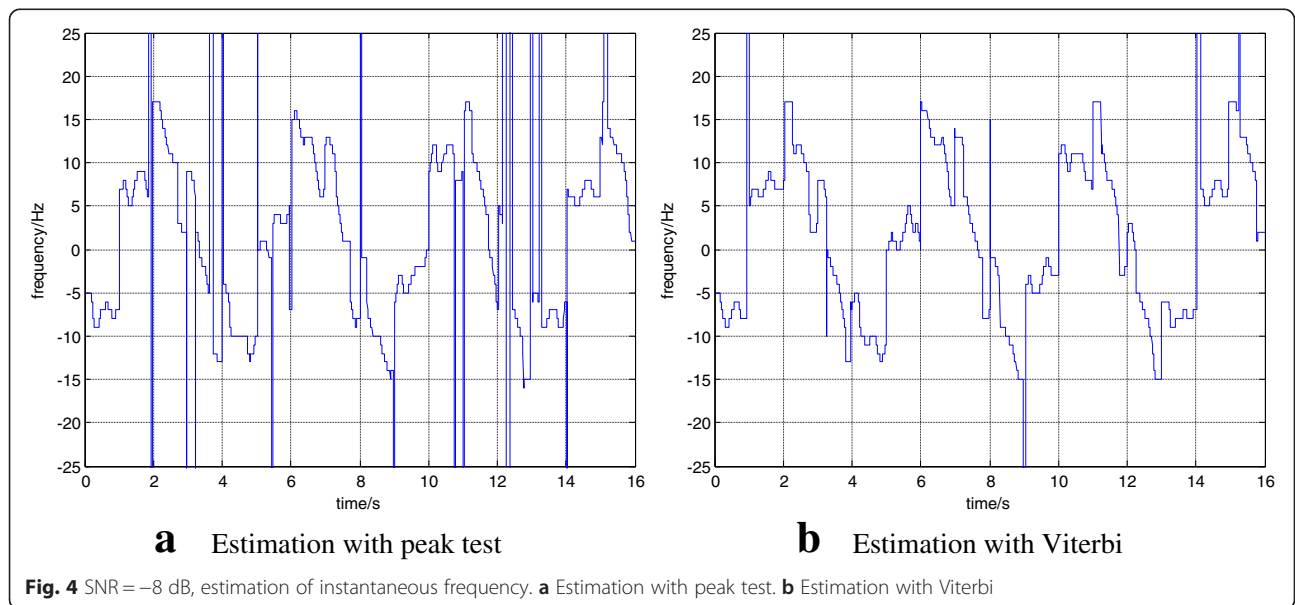 25
20
15
10
5
0
-5
-10
-15
-20
-25
frequency/Hz
0 2 4 6 8 10 12 14 16
time/s
a Estimation with peak test
25
20
15
10
5
0
-5
-10
-15
-20
-25
frequency/Hz
0 2 4 6 8 10 12 14 16
time/s
b Estimation with Viterbi
Fig. 4 SNR = −8 dB, estimation of instantaneous frequency. a Estimation with peak test. b Estimation with Viterbi